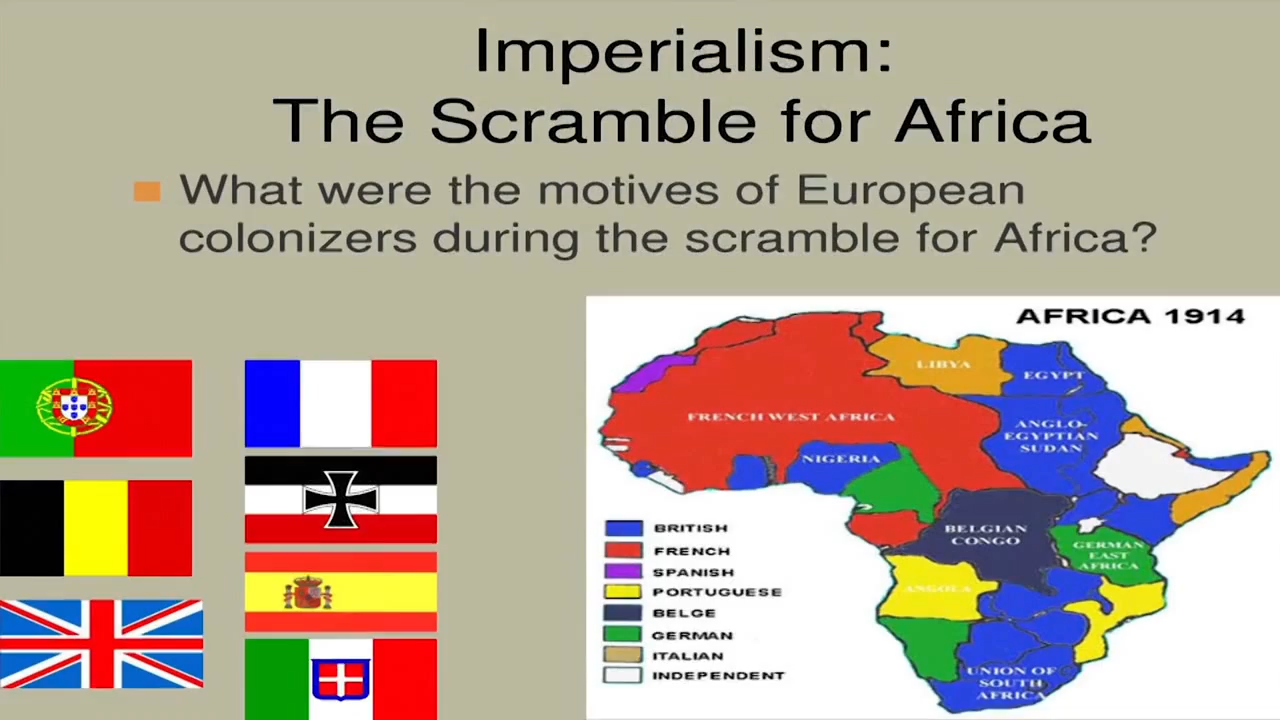 Imperialism:
The Scramble for Africa
What were the motives of European
colonizers during the scramble for Africa?
AFRICA 1914
LIBYA
EGYPT
FRENCH WEST AFRICA
ANGLO-
EGYPTIAN
SUDAN
NIGERIA
BELGIAN
CONGO
GERMAN
EAST
AFRICA
ANGOLA
UNION OF
SOUTH
AFRICA
BRITISH
FRENCH
SPANISH
PORTUGUESE
BELGE
GERMAN
ITALIAN
INDEPENDENT